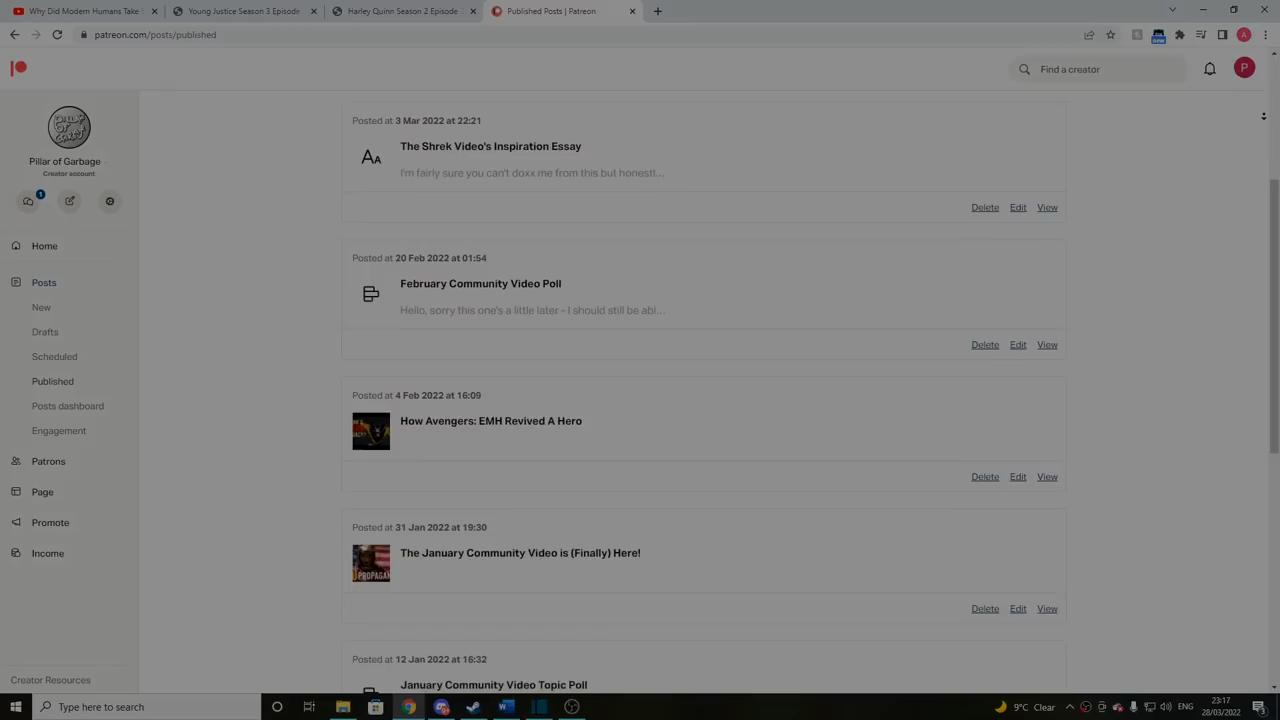 Why Did Modern Humans Take
Young Justice Season 3 Episode
Harley Quinn Season 2 Episode
Published Posts | Patreon
patreon.com/posts/published
Find a creator
P
A
PILLAR OF GARBAGE
Pillar of Garbage
Creator account
1
Home
Posts
New
Drafts
Scheduled
Published
Posts dashboard
Engagement
Patrons
Page
Promote
Income
Creator Resources
Posted at 3 Mar 2022 at 22:21
The Shrek Video's Inspiration Essay
I'm fairly sure you can't doxx me from this but honestl...
Delete Edit View
Posted at 20 Feb 2022 at 01:54
February Community Video Poll
Hello, sorry this one's a little later - I should still be abl...
Delete Edit View
Posted at 4 Feb 2022 at 16:09
How Avengers: EMH Revived A Hero
Delete Edit View
Posted at 31 Jan 2022 at 19:30
The January Community Video is (Finally) Here!
PROPAGAN
Delete Edit View
Posted at 12 Jan 2022 at 16:32
January Community Video Topic Poll
Type here to search
9°C Clear
ENG
23:17
28/03/2022